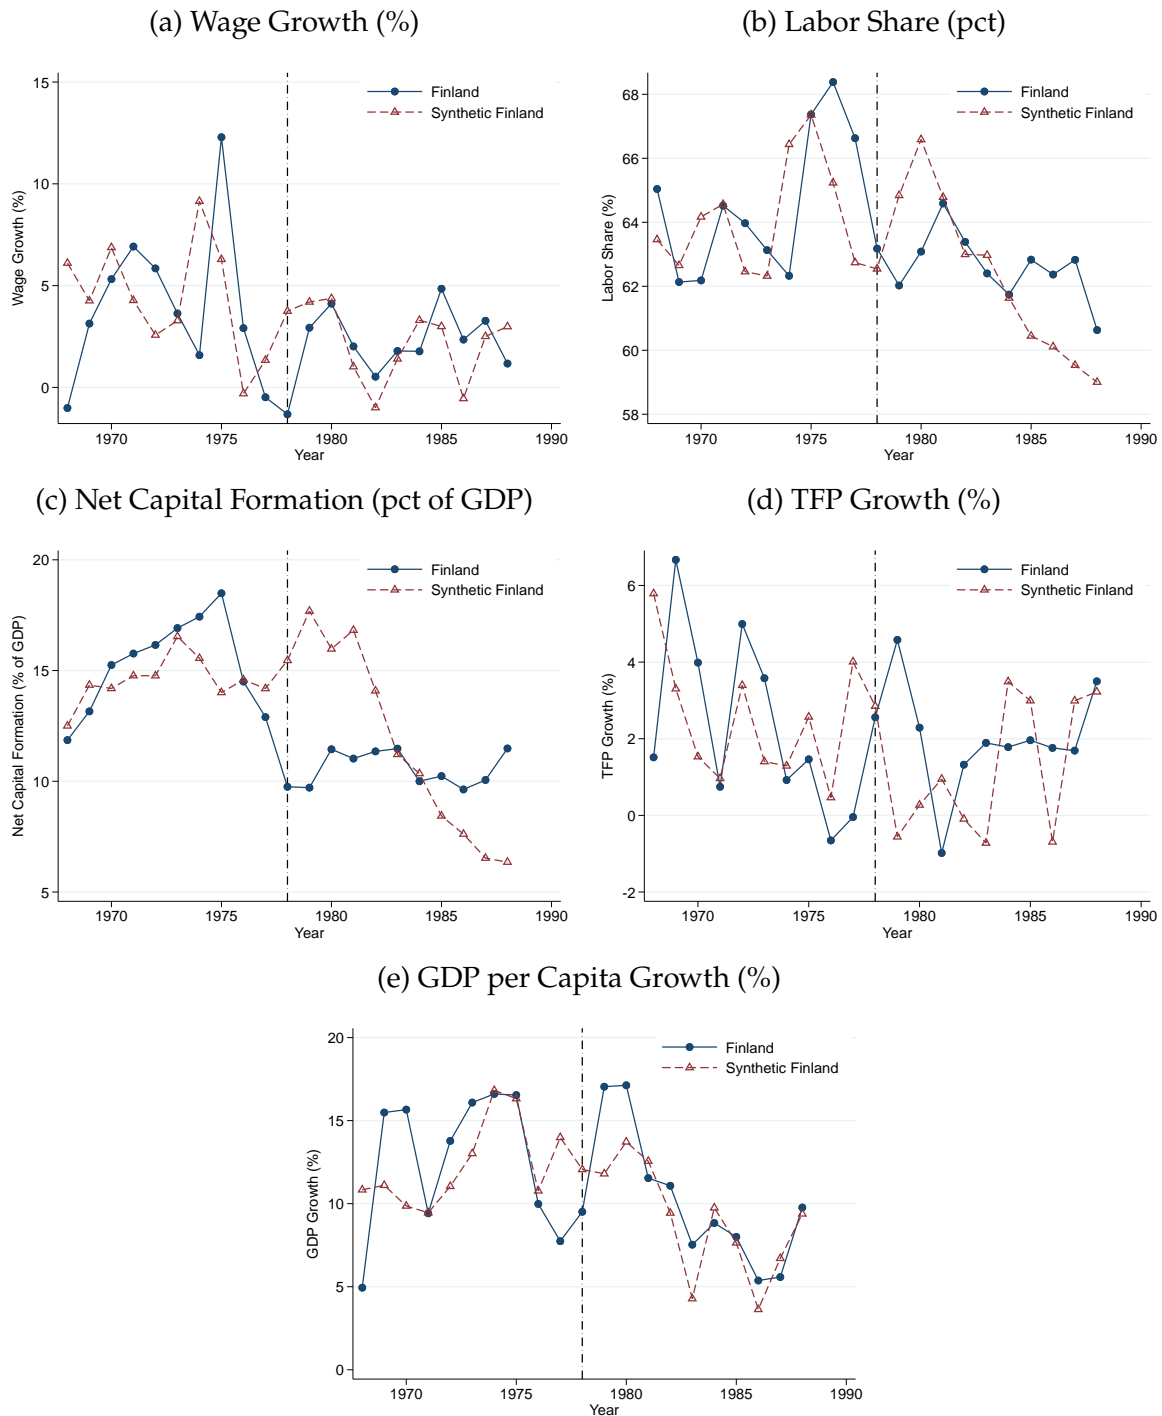 (a) Wage Growth (%)
15
10
5
0
Wage Growth (%)
1970 1975 1980 1985 1990
Year
Finland
Synthetic Finland
(b) Labor Share (pct)
68
66
64
62
60
58
Labor Share (%)
1970 1975 1980 1985 1990
Year
Finland
Synthetic Finland
(c) Net Capital Formation (pct of GDP)
20
15
10
5
Net Capital Formation (% of GDP)
1970 1975 1980 1985 1990
Year
Finland
Synthetic Finland
(d) TFP Growth (%)
6
4
2
0
-2
TFP Growth (%)
1970 1975 1980 1985 1990
Year
Finland
Synthetic Finland
(e) GDP per Capita Growth (%)
20
15
10
5
0
GDP Growth (%)
1970 1975 1980 1985 1990
Year
Finland
Synthetic Finland